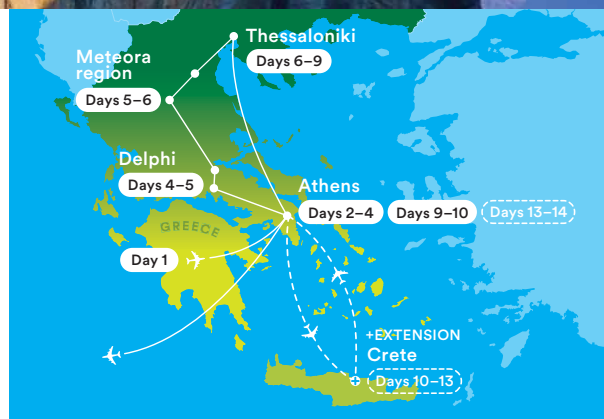 Thessaloniki
Days 6–9
Meteora
region
Days 5–6
Delphi
Days 4–5
Athens
Days 2–4 Days 9–10 Days 13–14
GREECE
Day 1
+EXTENSION
Crete
Days 10–13